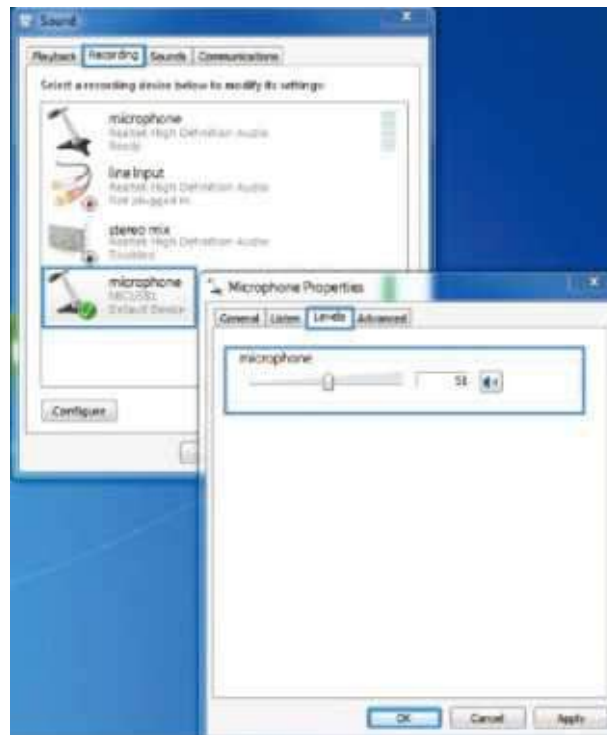 Sound
Playback Recording Sounds Communications
Select a recording device below to modify its settings:
microphone
Realtek High Definition Audio
Ready
line input
Realtek High Definition Audio
Not plugged in
stereo mix
Realtek High Definition Audio
microphone
Default Device
Configure
Microphone Properties
General Listen Levels Advanced
microphone
OK Cancel Apply